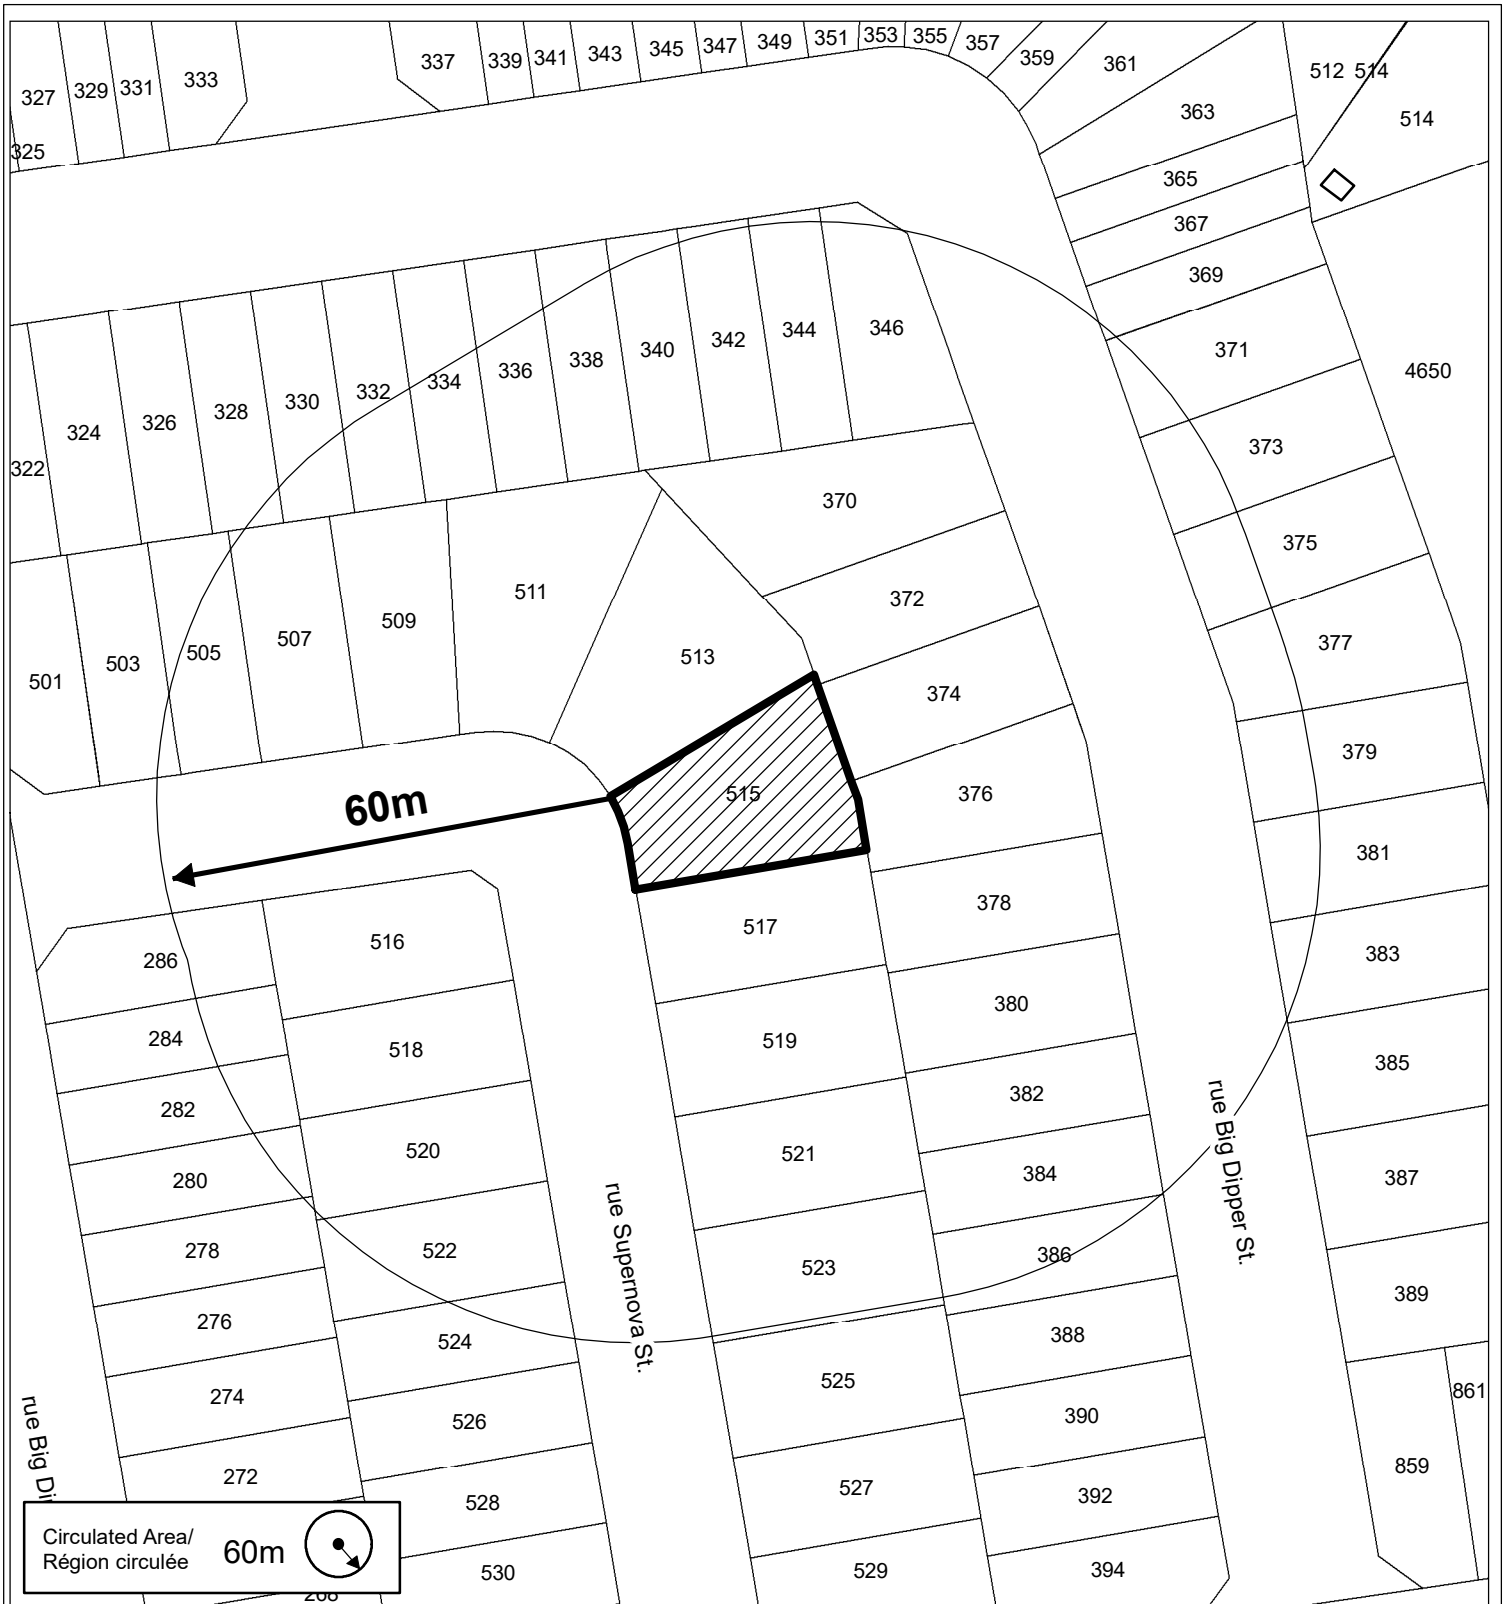 337 339 341 343 345 347 349 351 353 355 357 359 361
327 329 331 333 512 514
325 363 514
365
367
369
324 326 328 330 332 334 336 338 340 342 344 346 371 4650
322 373
370 375
501 503 505 507 509 511 513 372 377
374 379
60m 515 376 381
286 516 517 378 383
284 518 519 380 385
282 520 521 382 387
280 522 523 384 389
278 524 525 386
276 526 527 388
274 528 529 390
272 530 392
268 394
859 861
rue Supernova St.
rue Big Dipper St.
rue Big Di
Circulated Area/
Région circulée 60m